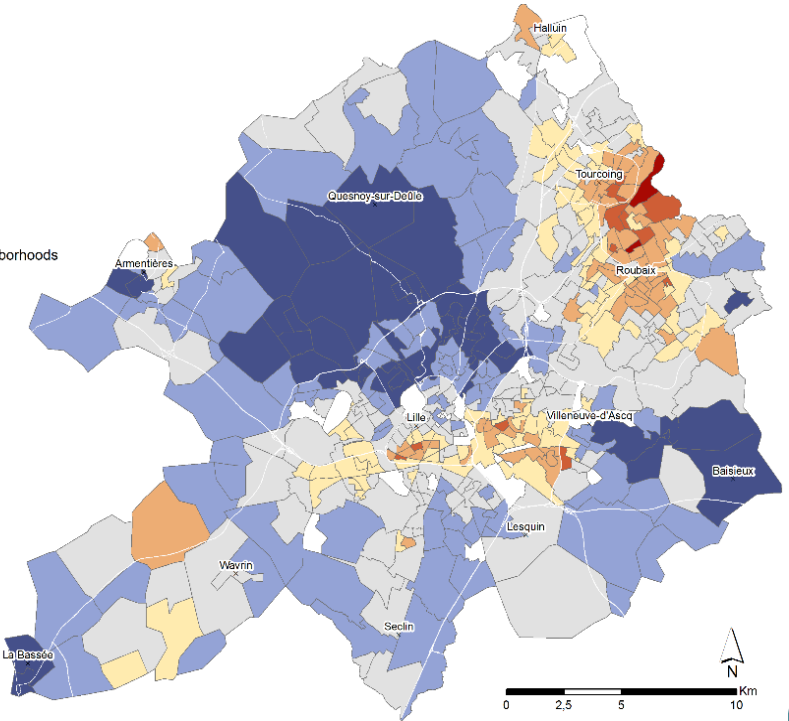 Halluin
Tourcoing
Quesnoy-sur-Deûle
borhoods
Armentières
Roubaix
Lille
Villeneuve-d'Ascq
Baisieux
Lesquin
Wavrin
Seclin
La Bassée
N
Km
0 2,5 5 10